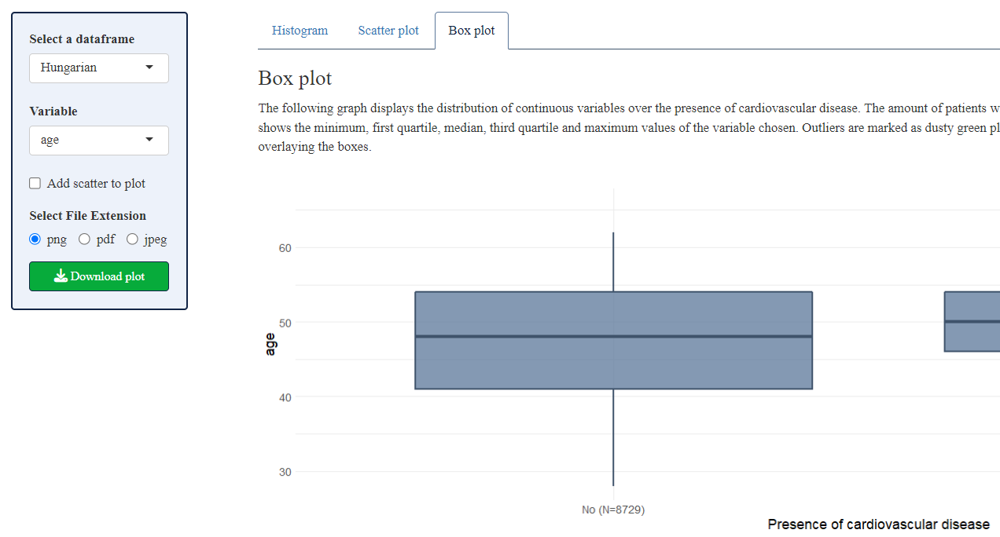 Select a dataframe
Hungarian
Variable
age
Add scatter to plot
Select File Extension
png pdf jpeg
Download plot
Histogram Scatter plot Box plot
Box plot
The following graph displays the distribution of continuous variables over the presence of cardiovascular disease. The amount of patients
shows the minimum, first quartile, median, third quartile and maximum values of the variable chosen. Outliers are marked as dusty green
overlaying the boxes.
60
50
40
30
age
No (N=8729)
Presence of cardiovascular disease